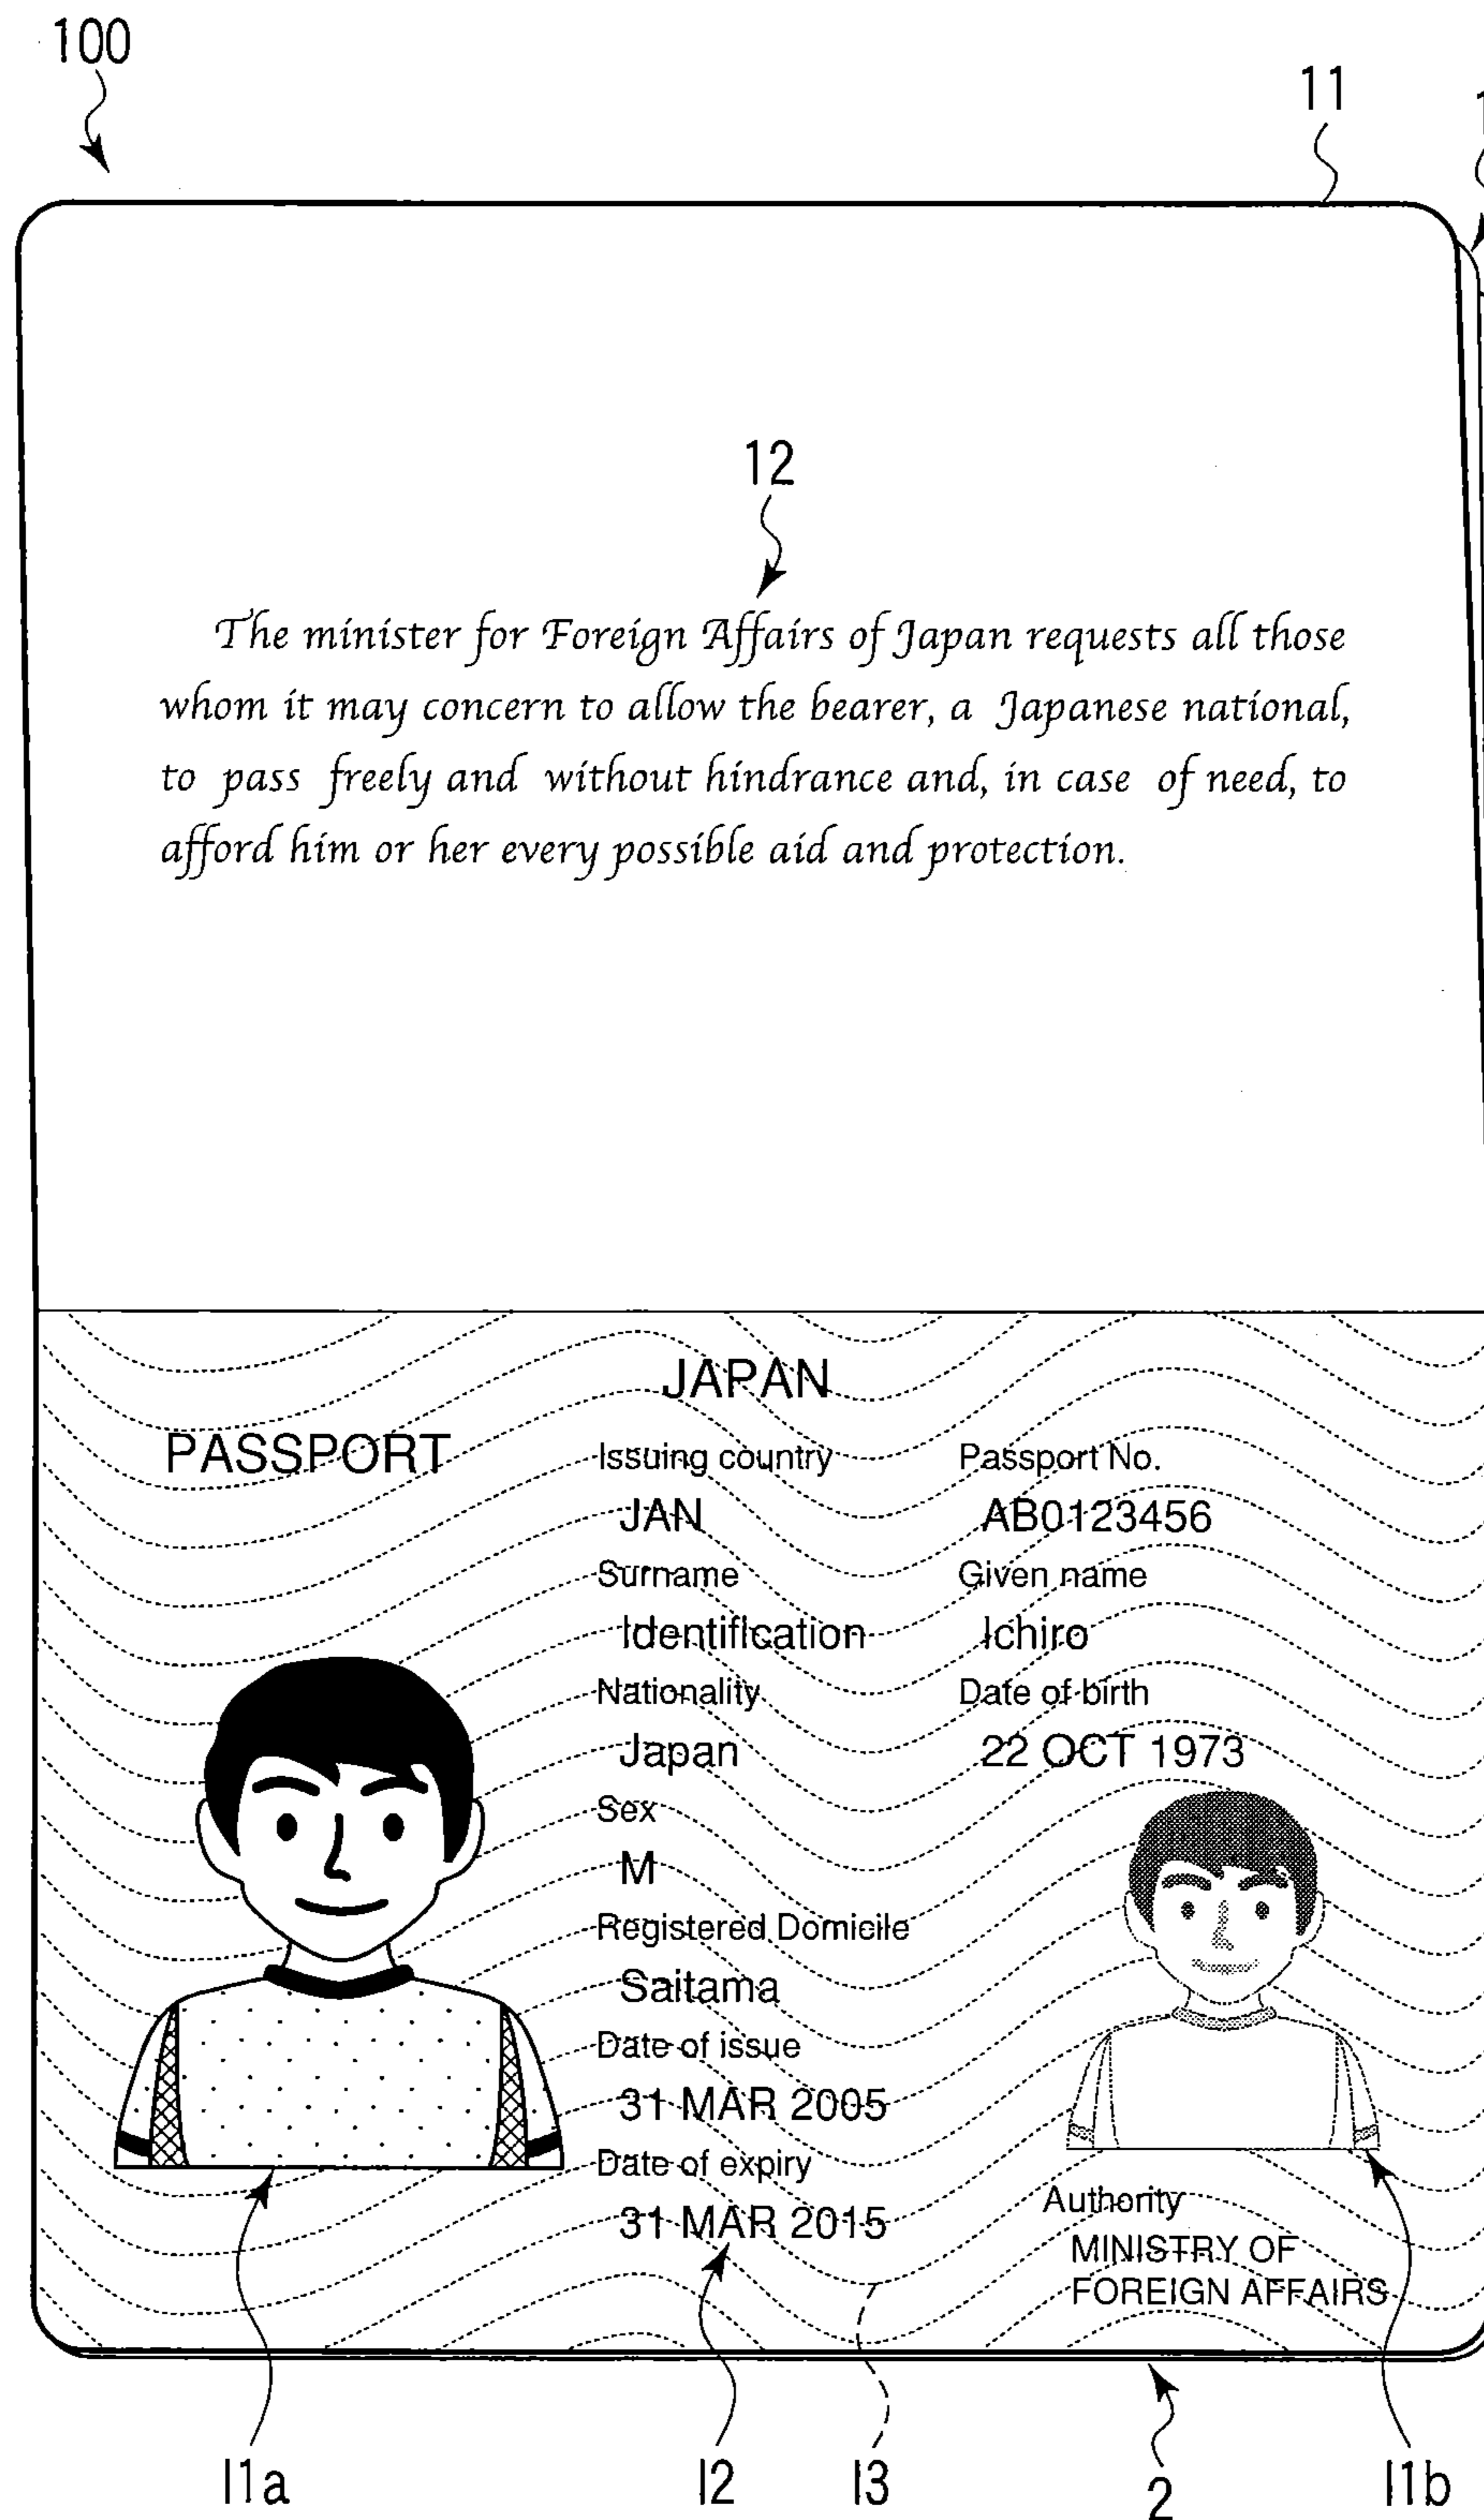 100
11
12
The minister for Foreign Affairs of Japan requests all those
whom it may concern to allow the bearer, a Japanese national,
to pass freely and without hindrance and, in case of need, to
afford him or her every possible aid and protection.
JAPAN
PASSPORT
Issuing country
Passport No.
JAN
AB0123456
Surname
Given name
Identification
Ichiro
Nationality
Date of birth
Japan
22 OCT 1973
Sex
M
Registered Domicile
Saitama
Date of issue
31 MAR 2005
Date of expiry
31 MAR 2015
Authority
MINISTRY OF
FOREIGN AFFAIRS
I1a
I2
I3
2
I1b